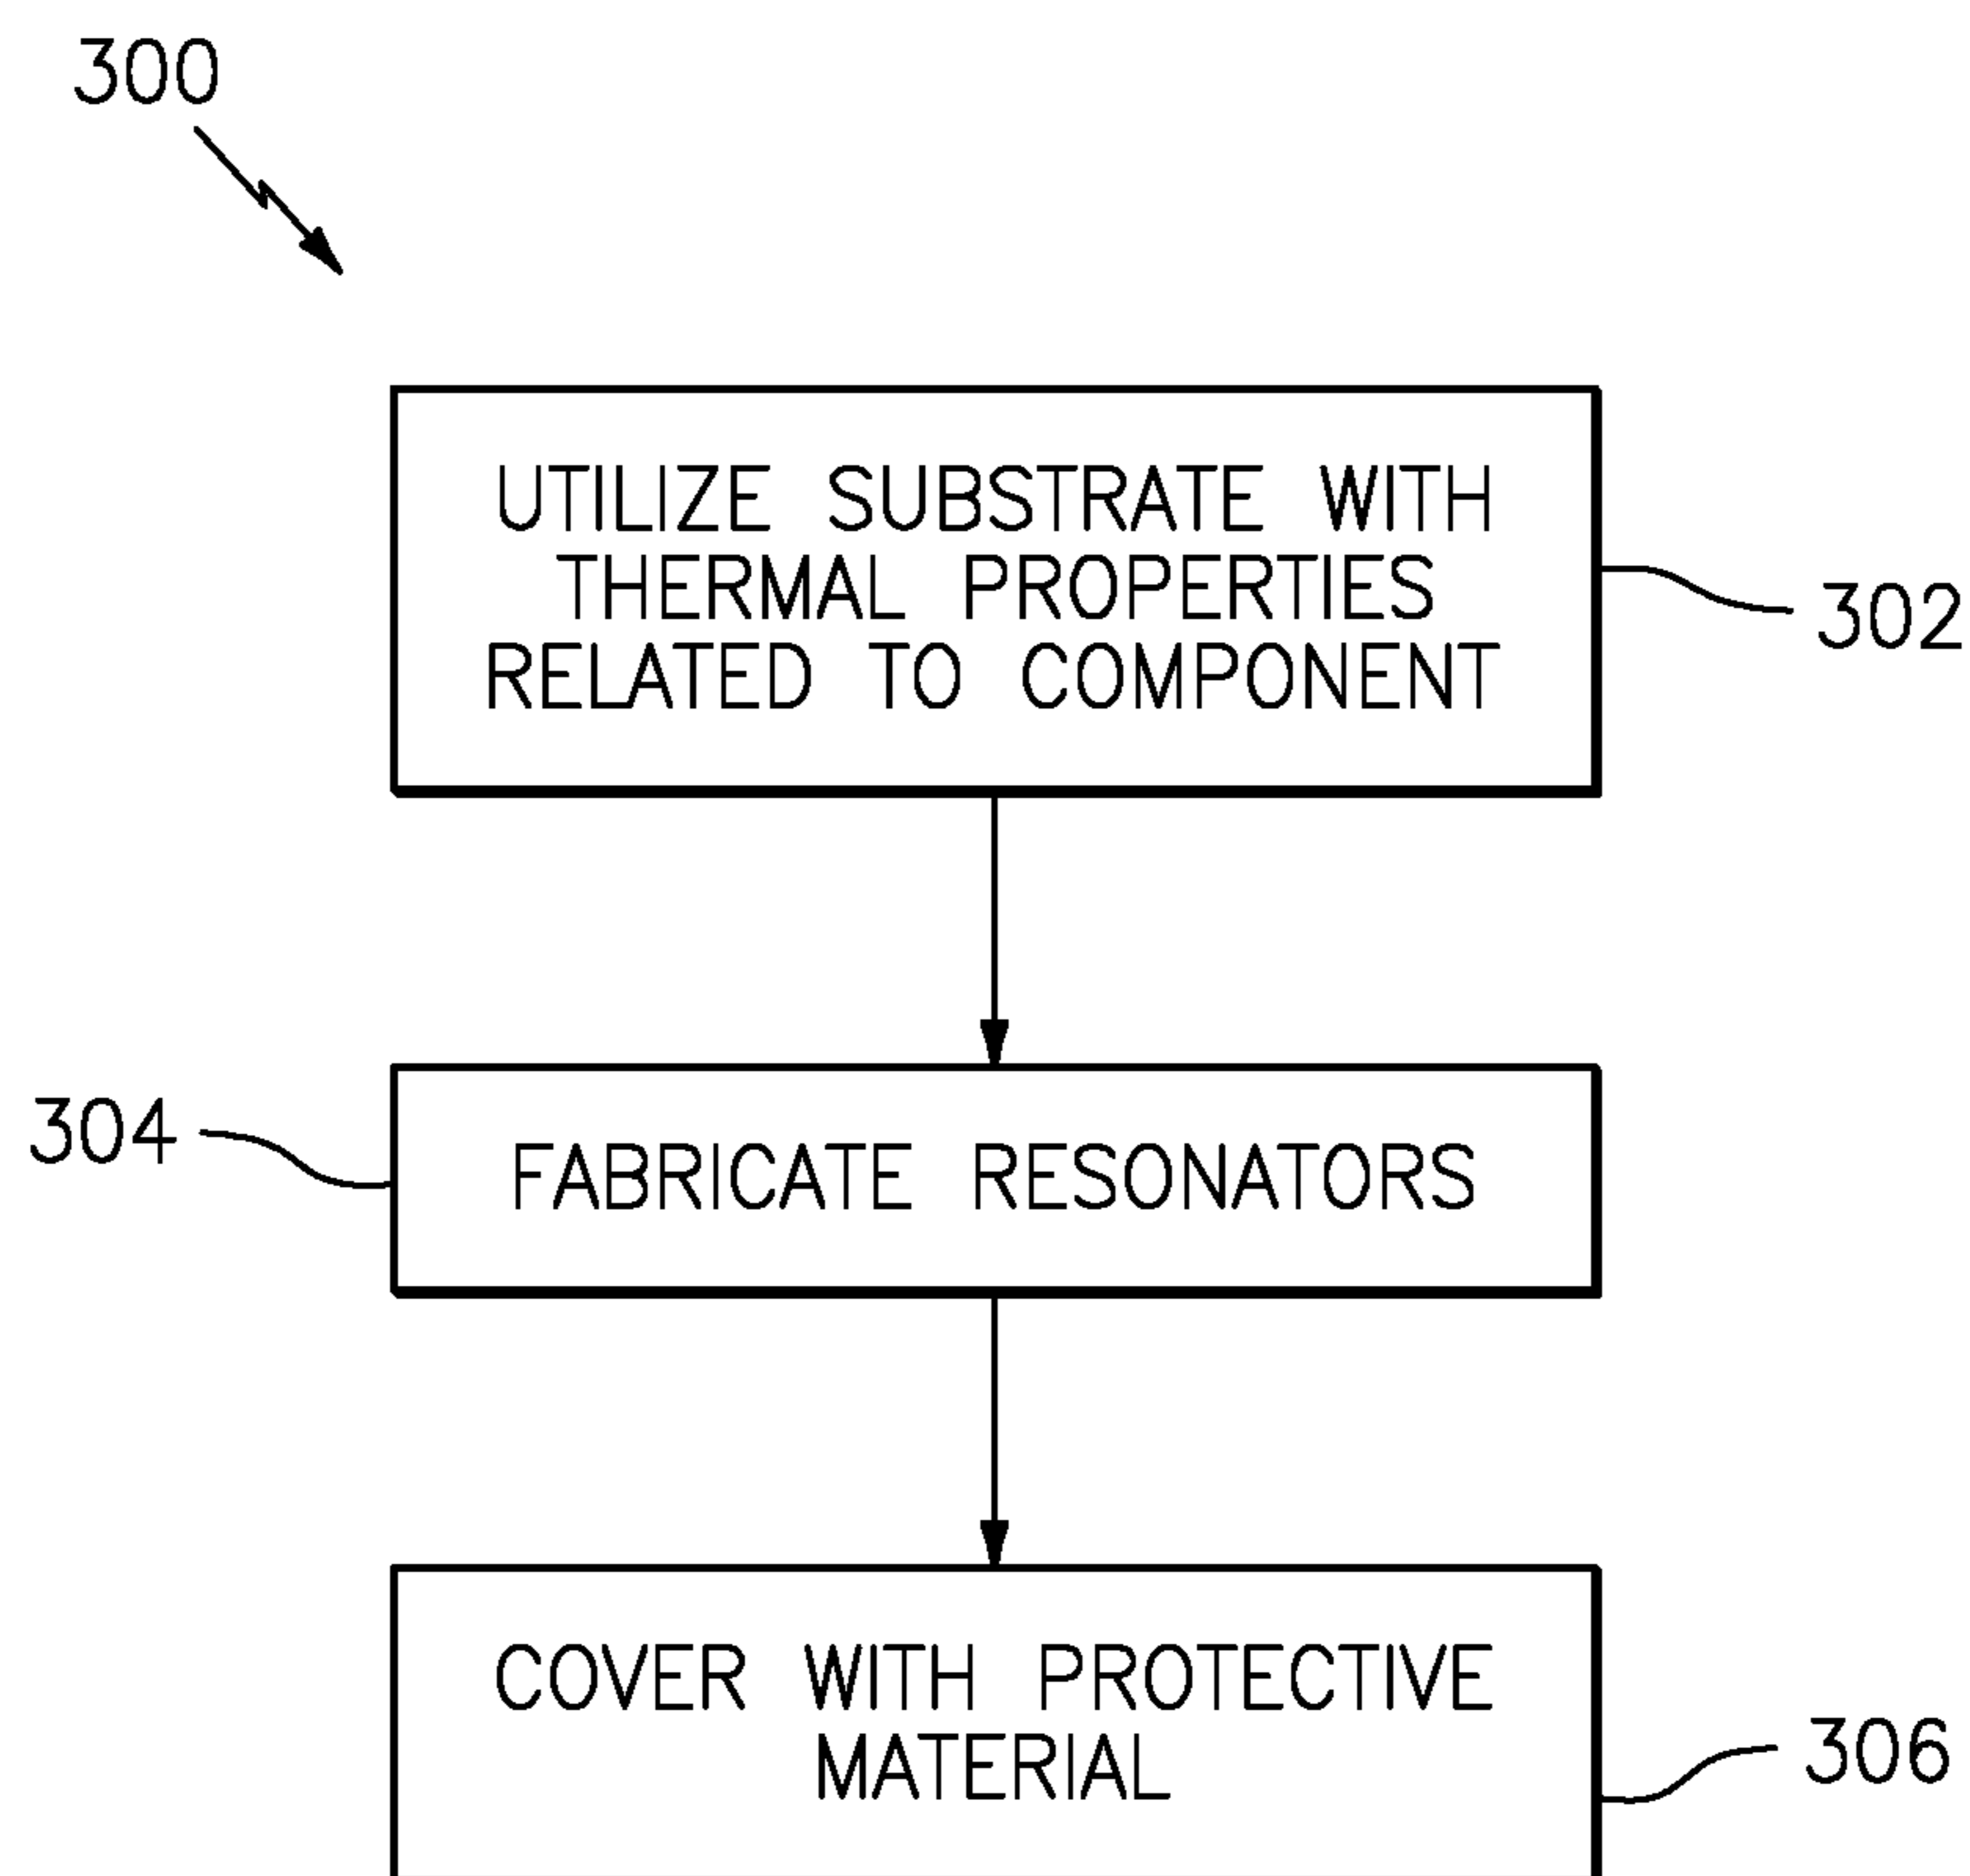 300
UTILIZE SUBSTRATE WITH
THERMAL PROPERTIES
RELATED TO COMPONENT
302
304
FABRICATE RESONATORS
COVER WITH PROTECTIVE
MATERIAL
306